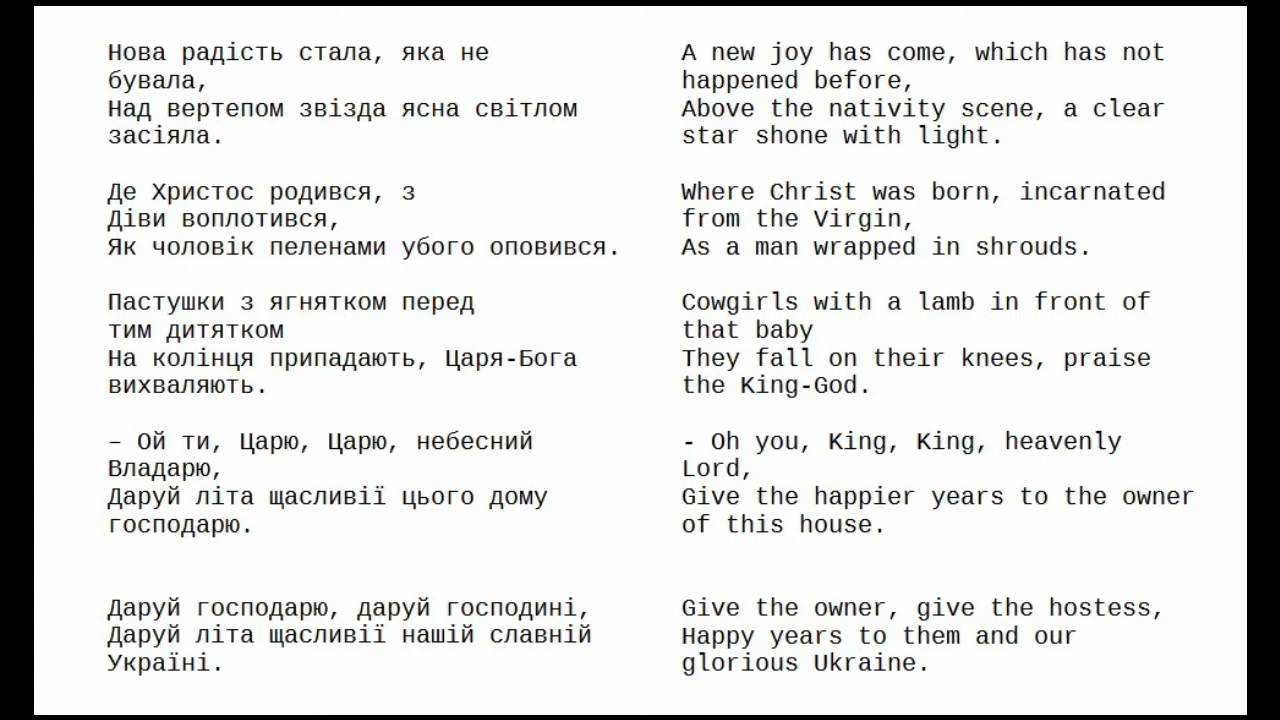 Нова радість стала, яка не
бувала,
Над вертепом звізда ясна світлом
засіяла.
Де Христос родився, з
Діви воплотився,
Як чоловік пеленами убого оповився.
Пастушки з ягнятком перед
тим дитятком
На колінця припадають, Царя-Бога
вихваляють.
– Ой ти, Царю, Царю, небесний
Владарю,
Даруй літа щасливії цього дому
господарю.
Даруй господарю, даруй господині,
Даруй літа щасливії нашій славній
Україні.
A new joy has come, which has not
happened before,
Above the nativity scene, a clear
star shone with light.
Where Christ was born, incarnated
from the Virgin,
As a man wrapped in shrouds.
Cowgirls with a lamb in front of
that baby
They fall on their knees, praise
the King-God.
- Oh you, King, King, heavenly
Lord,
Give the happier years to the owner
of this house.
Give the owner, give the hostess,
Happy years to them and our
glorious Ukraine.